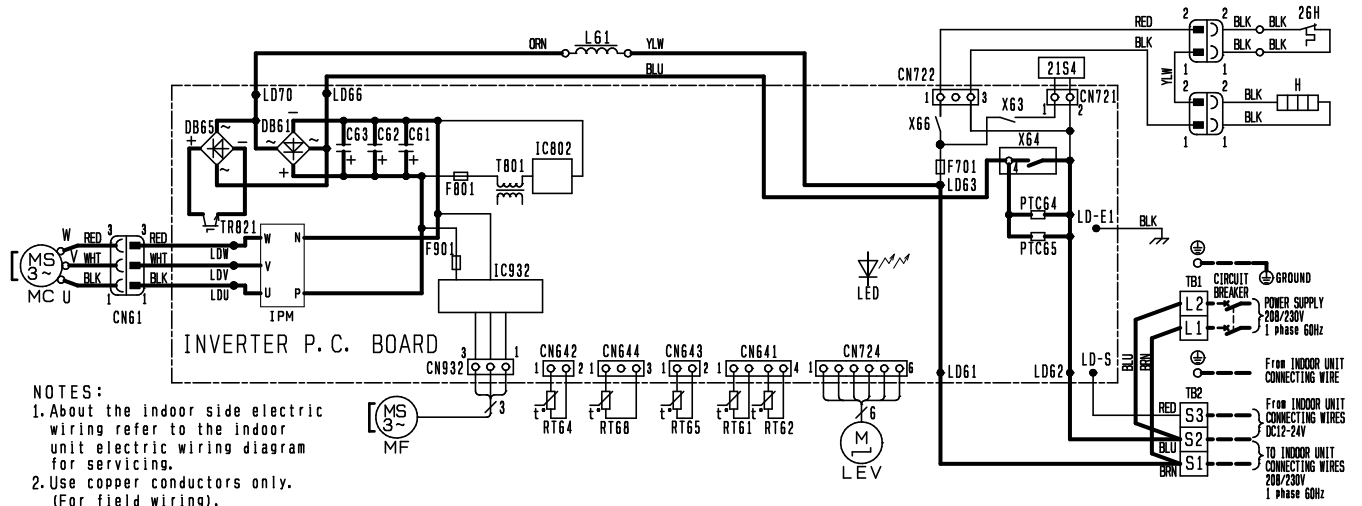 L61
ORN
YLW
BLU
RED
BLK
2
2
BLK
BLK
26H
BLK
BLK
1
1
YLW
2
2
BLK
H
BLK
1
1
LD70
LD66
CN722
1
3
21S4
1
CN721
2
X63
X66
X64
4
F701
LD63
PTC64
PTC65
LD-E1
BLK
DB65
DB61
+
-
~
~
-
~
~
+
C63
C62
C61
+
+
+
T801
IC802
F801
TR821
F901
IC932
W
V
U
N
P
IPM
LDW
LDV
LDU
W
V
U
RED
WHT
BLK
3
3
RED
WHT
BLK
1
1
CN61
MS
3~
MC
LED
INVERTER P. C. BOARD
3
1
CN932
3
MS
3~
MF
CN642
1
2
t°
RT64
CN644
1
3
t°
RT68
CN643
1
2
t°
RT65
CN641
1
4
t°
RT61
t°
RT62
CN724
1
6
6
M
LEV
LD61
LD62
LD-S
BLU
BRN
RED
BLU
BRN
GROUND
TB1
CIRCUIT
BREAKER
L2
L1
POWER SUPPLY
208/230V
1 phase 60Hz
From INDOOR UNIT
CONNECTING WIRE
TB2
S3
S2
S1
From INDOOR UNIT
CONNECTING WIRES
DC12-24V
TO INDOOR UNIT
CONNECTING WIRES
208/230V
1 phase 60Hz
NOTES:
1. About the indoor side electric
wiring refer to the indoor
unit electric wiring diagram
for servicing.
2. Use copper conductors only.
(For field wiring).